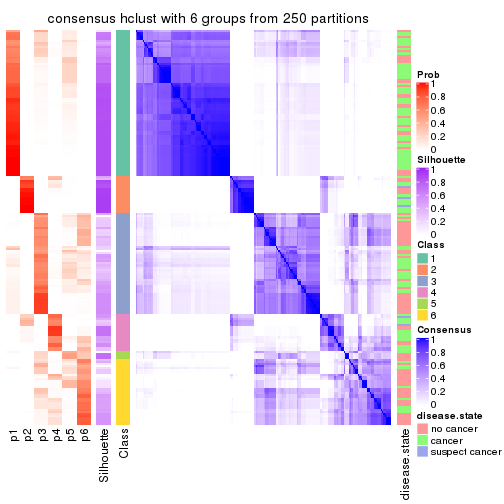 consensus hclust with 6 groups from 250 partitions
Prob
1
0.8
0.6
0.4
0.2
0
Silhouette
1
0.8
0.6
0.4
0.2
0
Class
1
2
3
4
5
6
Consensus
1
0.8
0.6
0.4
0.2
0
disease.state
no cancer
cancer
suspect cancer
p1
p2
p3
p4
p5
p6
Silhouette
Class
disease.state